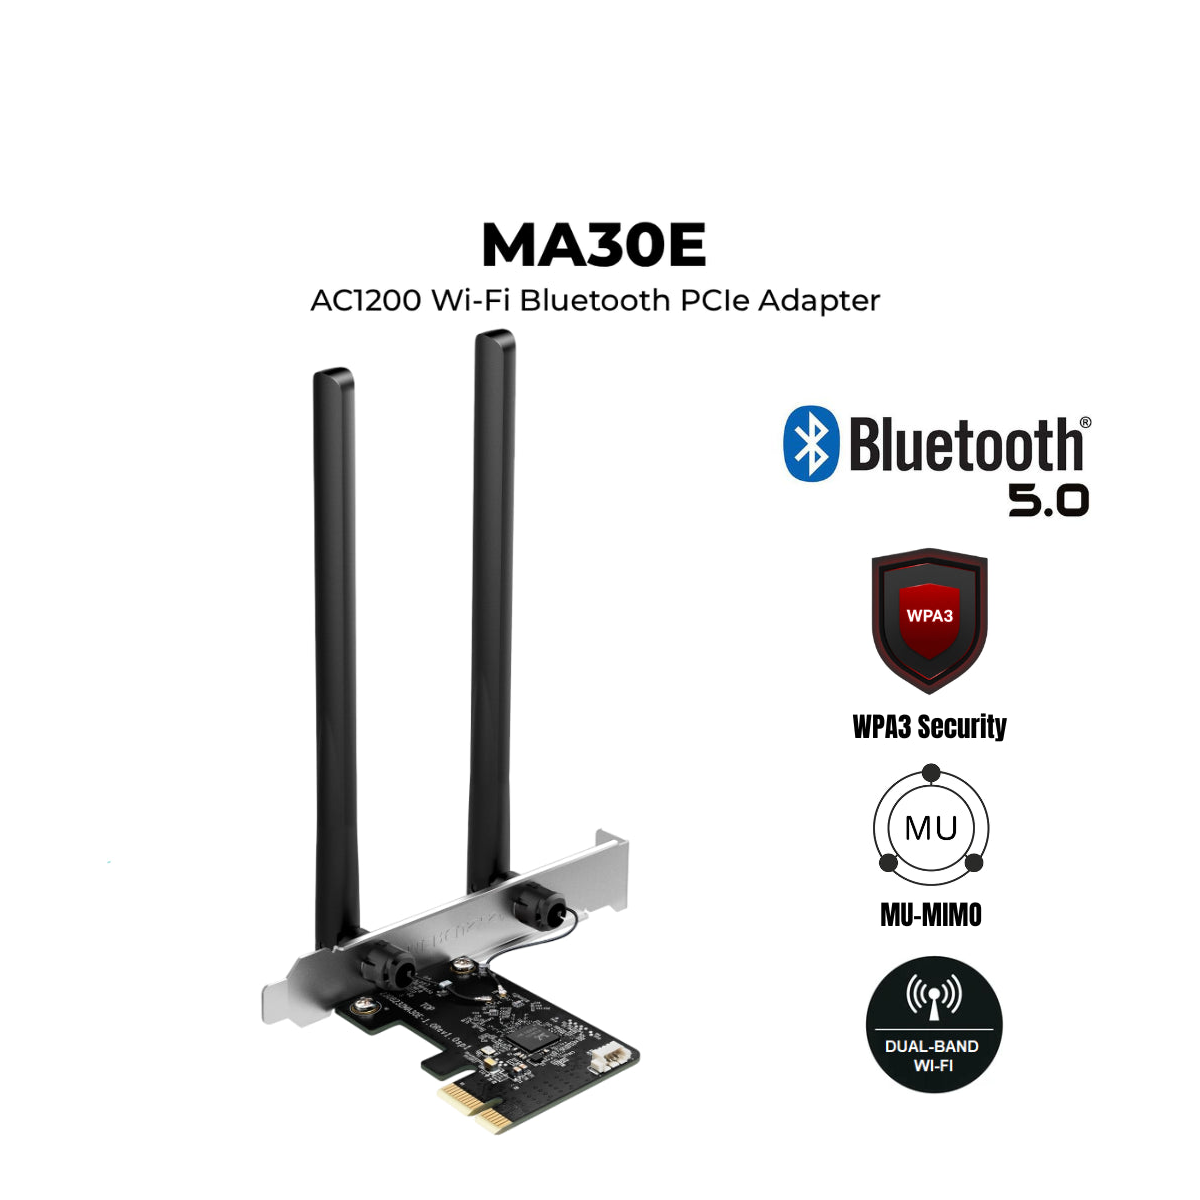 MA30E
AC1200 Wi-Fi Bluetooth PCIe Adapter
Bluetooth®
5.0
WPA3
WPA3 Security
MU
MU-MIMO
DUAL-BAND
WI-FI
TOP